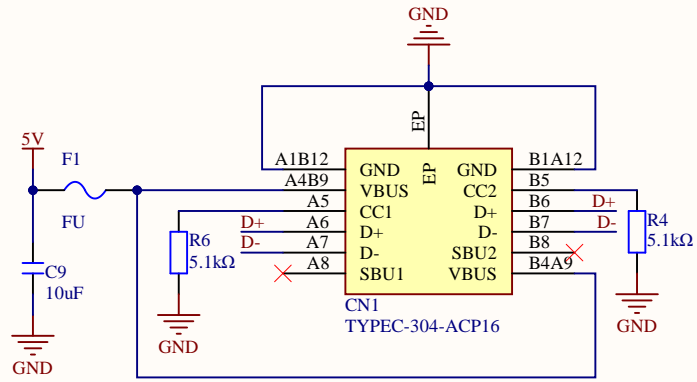 GND
EP
EP
5V
F1
FU
A1B12
GND
GND
B1A12
A4B9
VBUS
CC2
B5
A5
CC1
D+
B6
D+
D+
A6
D+
D-
B7
D-
D-
A7
D-
SBU2
B8
A8
SBU1
VBUS
B4A9
R6
5.1kΩ
R4
5.1kΩ
C9
10uF
CN1
TYPEC-304-ACP16
GND
GND
GND